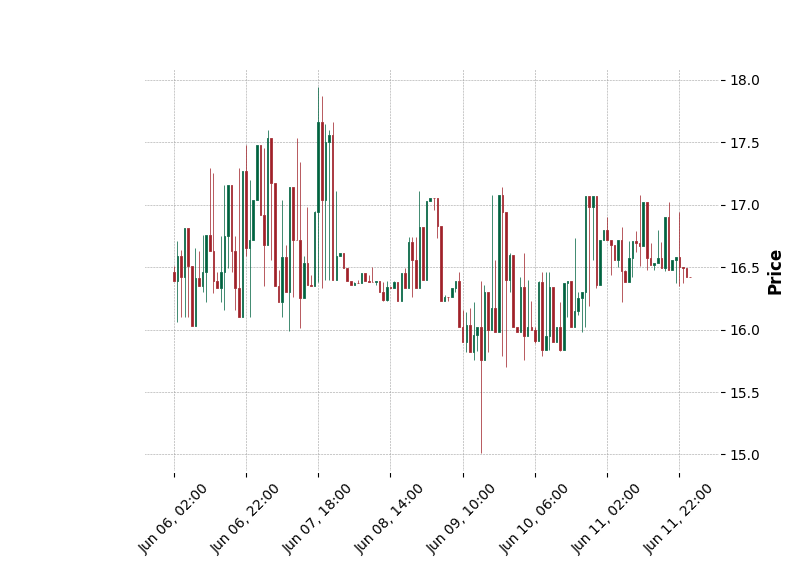 18.0
17.5
17.0
16.5
16.0
15.5
15.0
Price
Jun 06, 02:00
Jun 06, 22:00
Jun 07, 18:00
Jun 08, 14:00
Jun 09, 10:00
Jun 10, 06:00
Jun 11, 02:00
Jun 11, 22:00